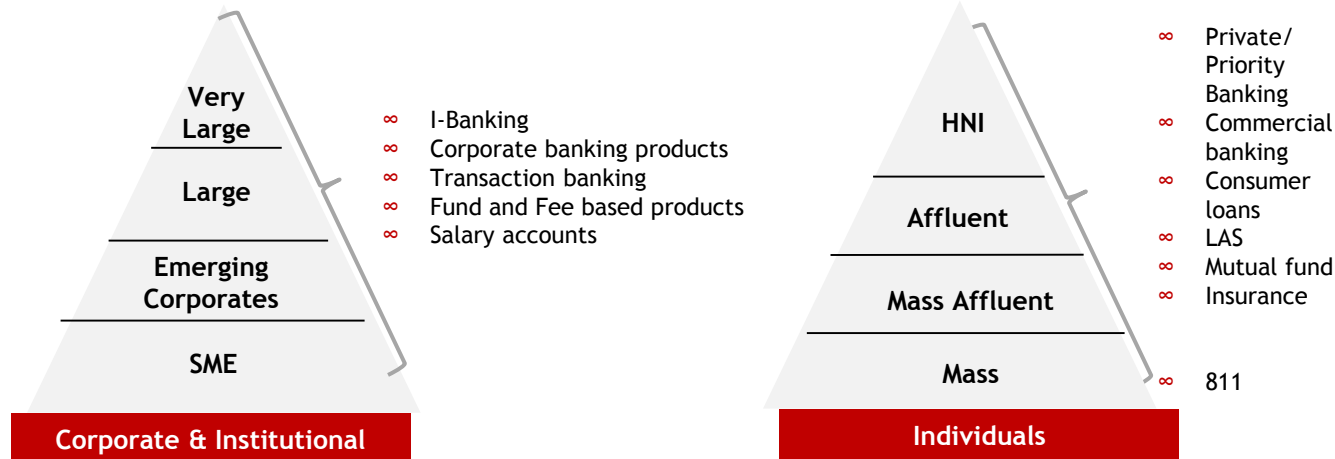 Very
Large
Large
Emerging
Corporates
SME
∞ I-Banking
∞ Corporate banking products
∞ Transaction banking
∞ Fund and Fee based products
∞ Salary accounts
Corporate & Institutional
HNI
Affluent
Mass Affluent
Mass
∞ Private/
Priority
Banking
∞ Commercial
banking
∞ Consumer
loans
∞ LAS
∞ Mutual fund
∞ Insurance
∞ 811
Individuals